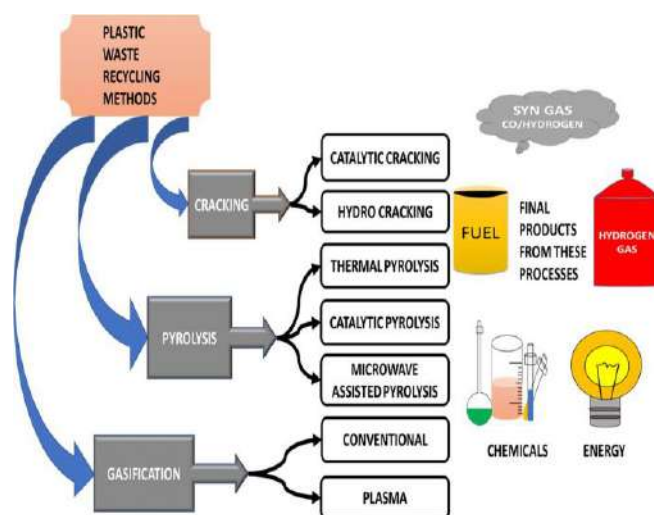 PLASTIC
WASTE
RECYCLING
METHODS
CRACKING
CATALYTIC CRACKING
HYDRO CRACKING
PYROLYSIS
THERMAL PYROLYSIS
CATALYTIC PYROLYSIS
MICROWAVE
ASSISTED PYROLYSIS
GASIFICATION
CONVENTIONAL
PLASMA
SYN GAS
CO/HYDROGEN
FUEL
FINAL
PRODUCTS
FROM THESE
PROCESSES
HYDROGEN
GAS
CHEMICALS
ENERGY